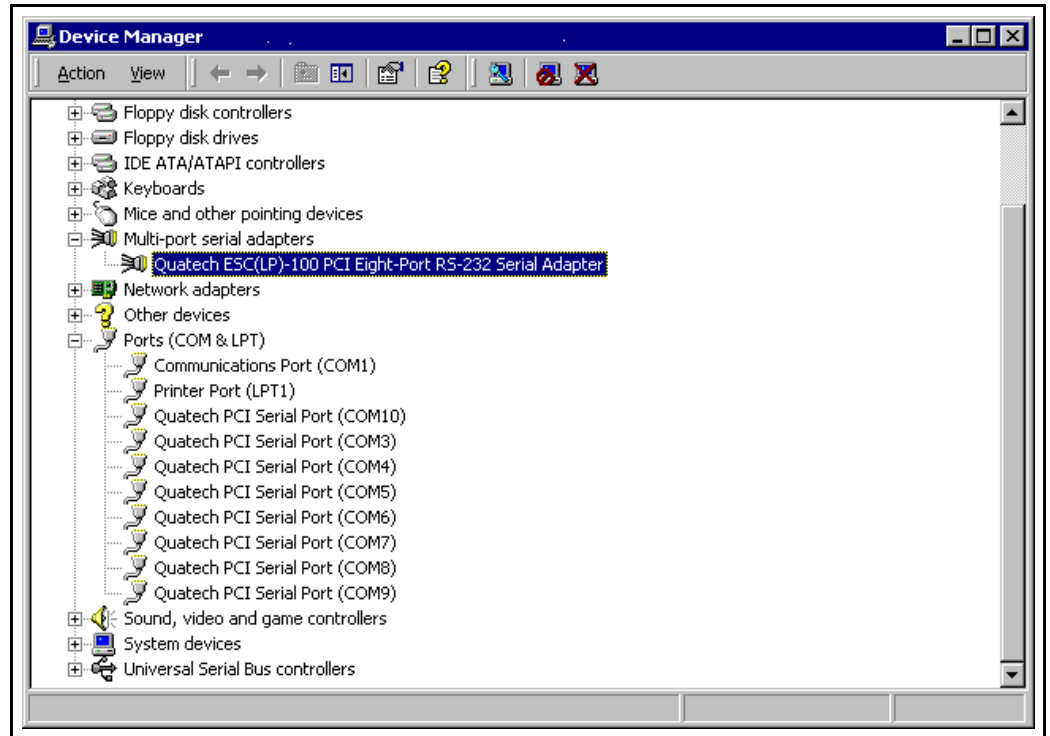 Device Manager
Action View
Floppy disk controllers
Floppy disk drives
IDE ATA/ATAPI controllers
Keyboards
Mice and other pointing devices
Multi-port serial adapters
Quatech ESC(LP)-100 PCI Eight-Port RS-232 Serial Adapter
Network adapters
Other devices
Ports (COM & LPT)
Communications Port (COM1)
Printer Port (LPT1)
Quatech PCI Serial Port (COM10)
Quatech PCI Serial Port (COM3)
Quatech PCI Serial Port (COM4)
Quatech PCI Serial Port (COM5)
Quatech PCI Serial Port (COM6)
Quatech PCI Serial Port (COM7)
Quatech PCI Serial Port (COM8)
Quatech PCI Serial Port (COM9)
Sound, video and game controllers
System devices
Universal Serial Bus controllers